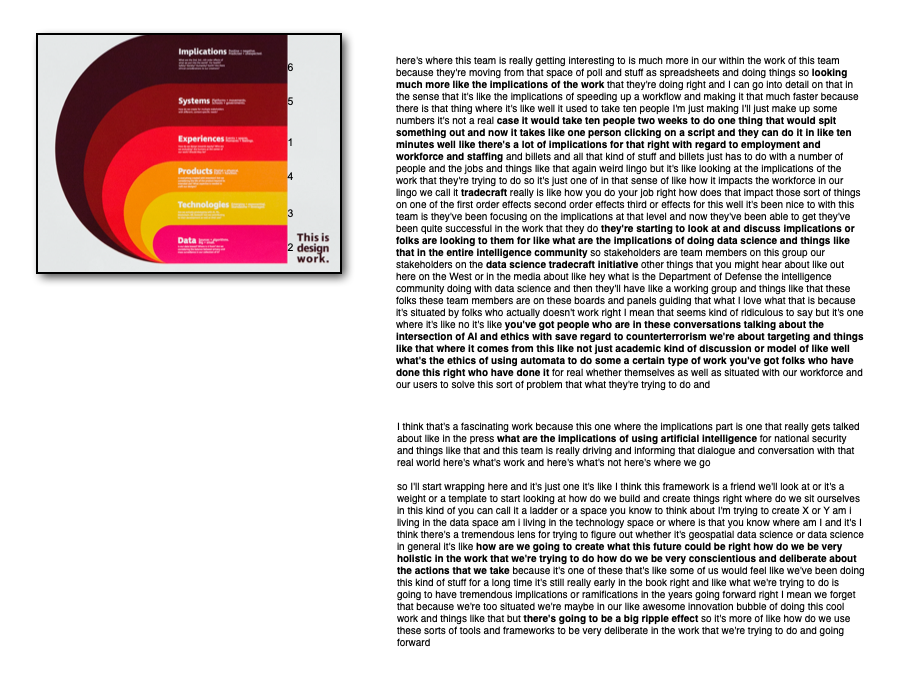 Implications
6
Systems
5
Experiences
1
Products
4
Technologies
3
Data
2
This is
design
work.
here's where this team is really getting interesting to is much more in our within the work of this team
because they're moving from that space of poll and stuff as spreadsheets and doing things so looking
much more like the implications of the work that they're doing right and I can go into detail on that in
the sense that it's like the implications of speeding up a workflow and making it that much faster because
there is that thing where it's like well it used to take ten people I'm just making I'll just make up some
numbers it's not a real case it would take ten people two weeks to do one thing that would spit
something out and now it takes like one person clicking on a script and they can do it in like ten
minutes well like there's a lot of implications for that right with regard to employment and
workforce and staffing and billets and all that kind of stuff and billets just has to do with a number of
people and the jobs and things like that again weird lingo but it's like looking at the implications of the
work that they're trying to do so it's just one of in that sense of like how it impacts the workforce in our
lingo we call it tradecraft really is like how you do your job right how does that impact those sort of things
on one of the first order effects second order effects third or effects for this well it's been nice to with this
team is they've been focusing on the implications at that level and now they've been able to get they've
been quite successful in the work that they do they're starting to look at and discuss implications or
folks are looking to them for like what are the implications of doing data science and things like
that in the entire intelligence community so stakeholders are team members on this group our
stakeholders on the data science tradecraft initiative other things that you might hear about like out
here on the West or in the media about like hey what is the Department of Defense the intelligence
community doing with data science and then they'll have like a working group and things like that these
folks these team members are on these boards and panels guiding that what I love what that is because
it's situated by folks who actually doesn't work right I mean that seems kind of ridiculous to say but it's one
where it's like no it's like you've got people who are in these conversations talking about the
intersection of AI and ethics with save regard to counterterrorism we're about targeting and things
like that where it comes from this like not just academic kind of discussion or model of like well
what's the ethics of using automata to do some a certain type of work you've got folks who have
done this right who have done it for real whether themselves as well as situated with our workforce and
our users to solve this sort of problem that what they're trying to do and
I think that's a fascinating work because this one where the implications part is one that really gets talked
about like in the press what are the implications of using artificial intelligence for national security
and things like that and this team is really driving and informing that dialogue and conversation with that
real world here's what's work and here's what's not here's where we go
so I'll start wrapping here and it's just one it's like I think this framework is a friend we'll look at or it's a
weight or a template to start looking at how do we build and create things right where do we sit ourselves
in this kind of you can call it a ladder or a space you know to think about I'm trying to create X or Y am i
living in the data space am i living in the technology space or where is that you know where am I and it's I
think there's a tremendous lens for trying to figure out whether it's geospatial data science or data science
in general it's like how are we going to create what this future could be right how do we be very
holistic in the work that we're trying to do how do we be very conscientious and deliberate about
the actions that we take because it's one of these that's like some of us would feel like we've been doing
this kind of stuff for a long time it's still really early in the book right and like what we're trying to do is
going to have tremendous implications or ramifications in the years going forward right I mean we forget
that because we're too situated we're maybe in our like awesome innovation bubble of doing this cool
work and things like that but there's going to be a big ripple effect so it's more of like how do we use
these sorts of tools and frameworks to be very deliberate in the work that we're trying to do and going
forward